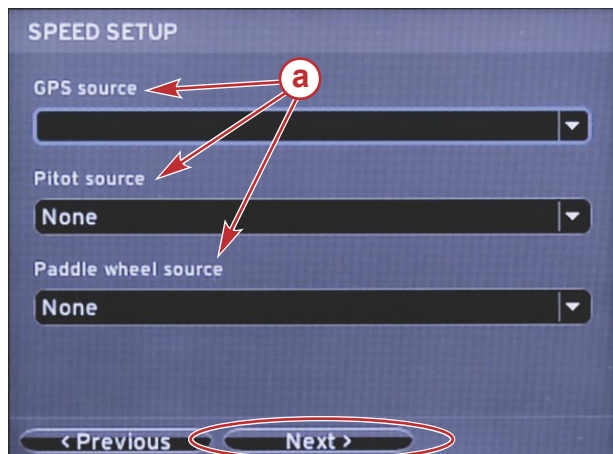 SPEED SETUP
a
GPS source
Pitot source
None
Paddle wheel source
None
< Previous
Next >